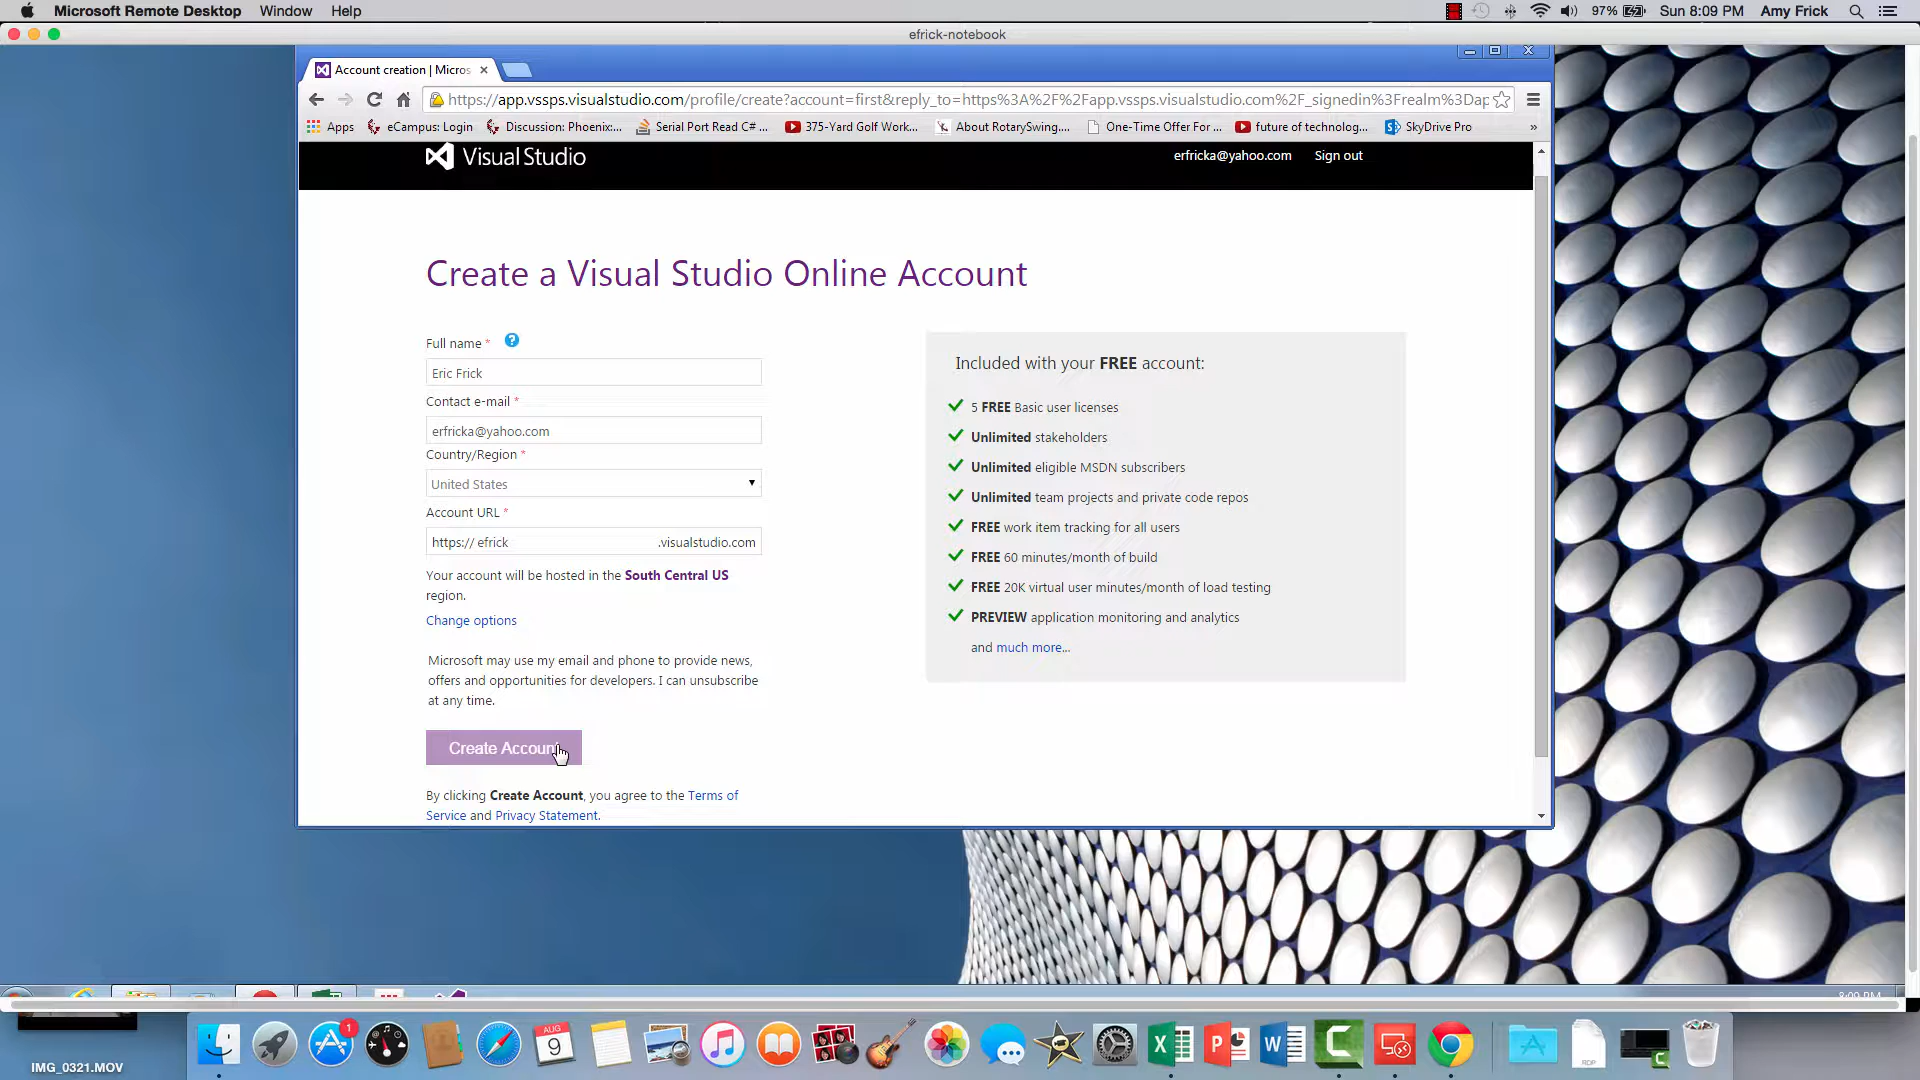 Microsoft Remote Desktop Window Help
97% Sun 8:09 PM Amy Frick
efrick-notebook
Account creation | Micros
https://app.vssps.visualstudio.com/profile/create?account=first&reply_to=https%3A%2F%2Fapp.vssps.visualstudio.com%2F_signedin%3Frealm%3Dap
Apps eCampus: Login Discussion: Phoenix:... Serial Port Read C# ... 375-Yard Golf Work... About RotarySwing.... One-Time Offer For ... future of technolog... SkyDrive Pro »
Visual Studio
erfricka@yahoo.com Sign out
Create a Visual Studio Online Account
Full name *
Eric Frick
Contact e-mail *
erfricka@yahoo.com
Country/Region *
United States
Account URL *
https:// efrick .visualstudio.com
Your account will be hosted in the South Central US
region.
Change options
Microsoft may use my email and phone to provide news,
offers and opportunities for developers. I can unsubscribe
at any time.
Create Account
By clicking Create Account, you agree to the Terms of
Service and Privacy Statement.
Included with your FREE account:
5 FREE Basic user licenses
Unlimited stakeholders
Unlimited eligible MSDN subscribers
Unlimited team projects and private code repos
FREE work item tracking for all users
FREE 60 minutes/month of build
FREE 20K virtual user minutes/month of load testing
PREVIEW application monitoring and analytics
and much more...
8:09 PM
IMG_0321.MOV
1
AUG
9
RDP